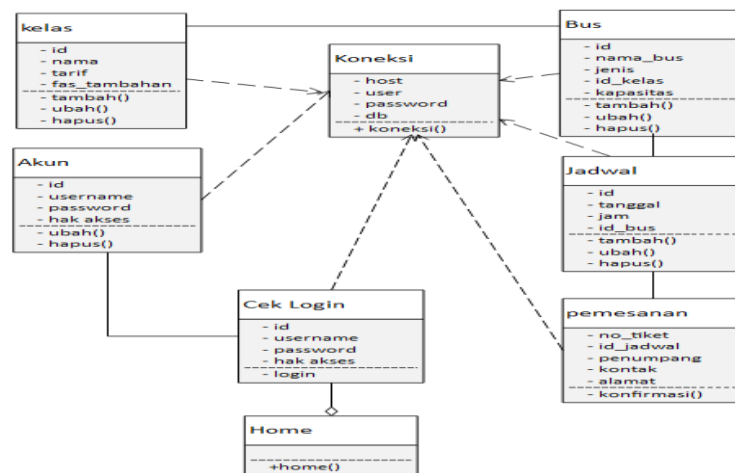 kelas
- id
- nama
- tarif
- fas_tambahan
- tambah()
- ubah()
- hapus()
Koneksi
- host
- user
- password
- db
+ koneksi()
Bus
- id
- nama_bus
- jenis
- id_kelas
- kapasitas
- tambah()
- ubah()
- hapus()
Akun
- id
- username
- password
- hak akses
- ubah()
- hapus()
Jadwal
- id
- tanggal
- jam
- id_bus
- tambah()
- ubah()
- hapus()
Cek Login
- id
- username
- password
- hak akses
- login
pemesanan
- no_tiket
- id_jadwal
- penumpang
- kontak
- alamat
- konfirmasi()
Home
+home()